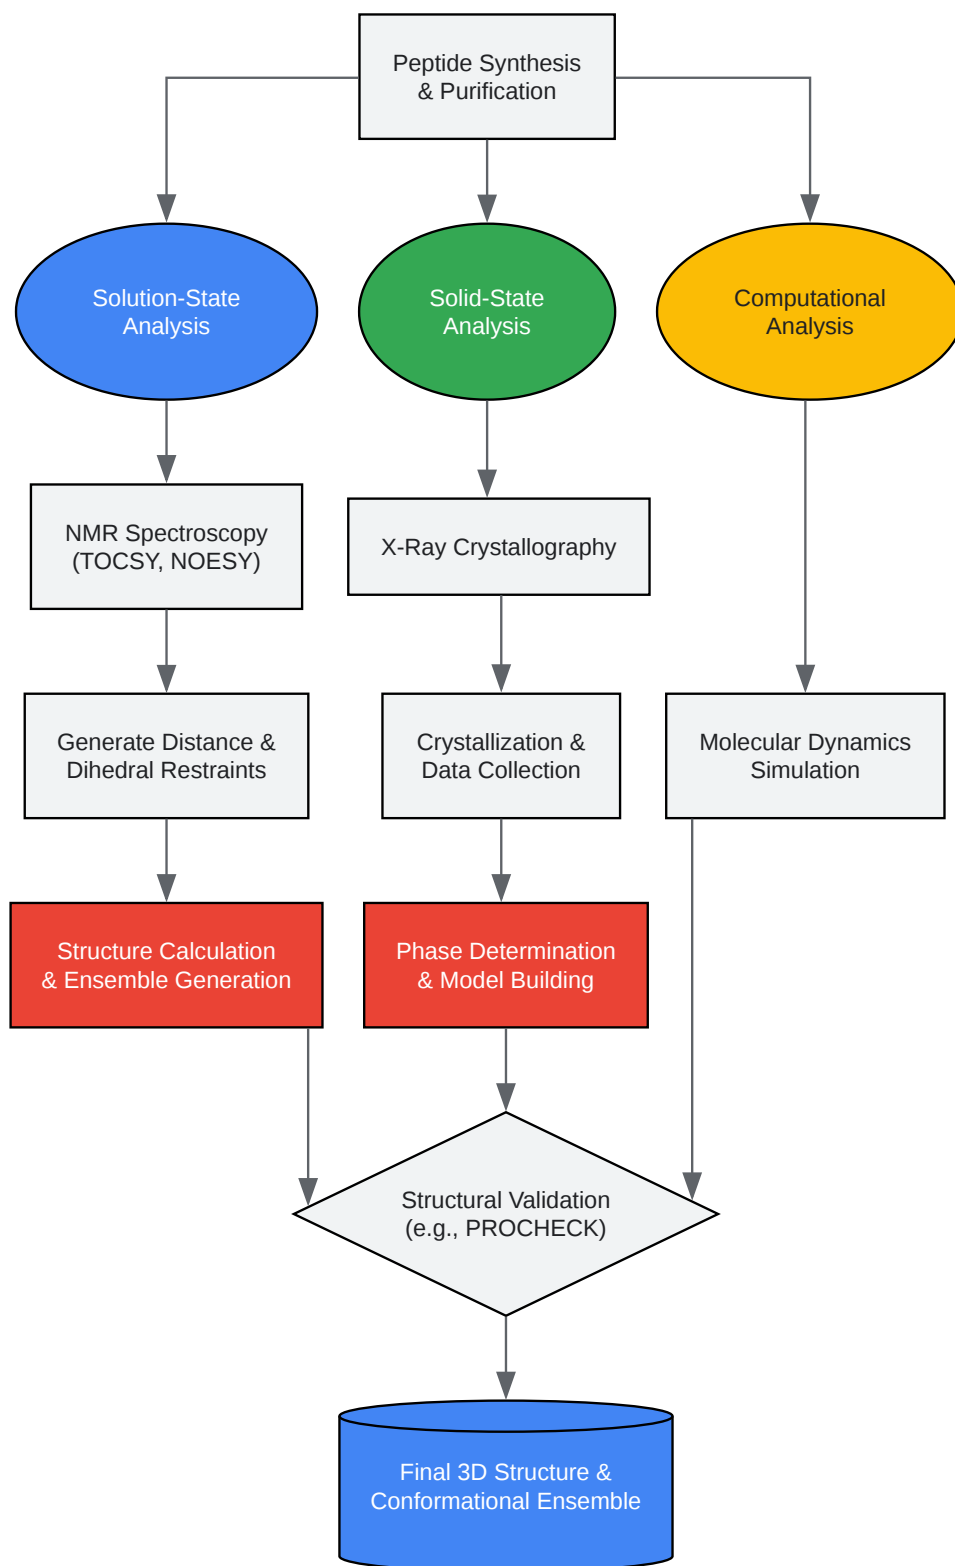 Peptide Synthesis
& Purification
Solution-State
Analysis
Solid-State
Analysis
Computational
Analysis
NMR Spectroscopy
(TOCSY, NOESY)
X-Ray Crystallography
Generate Distance &
Dihedral Restraints
Crystallization &
Data Collection
Molecular Dynamics
Simulation
Structure Calculation
& Ensemble Generation
Phase Determination
& Model Building
Structural Validation
(e.g., PROCHECK)
Final 3D Structure &
Conformational Ensemble